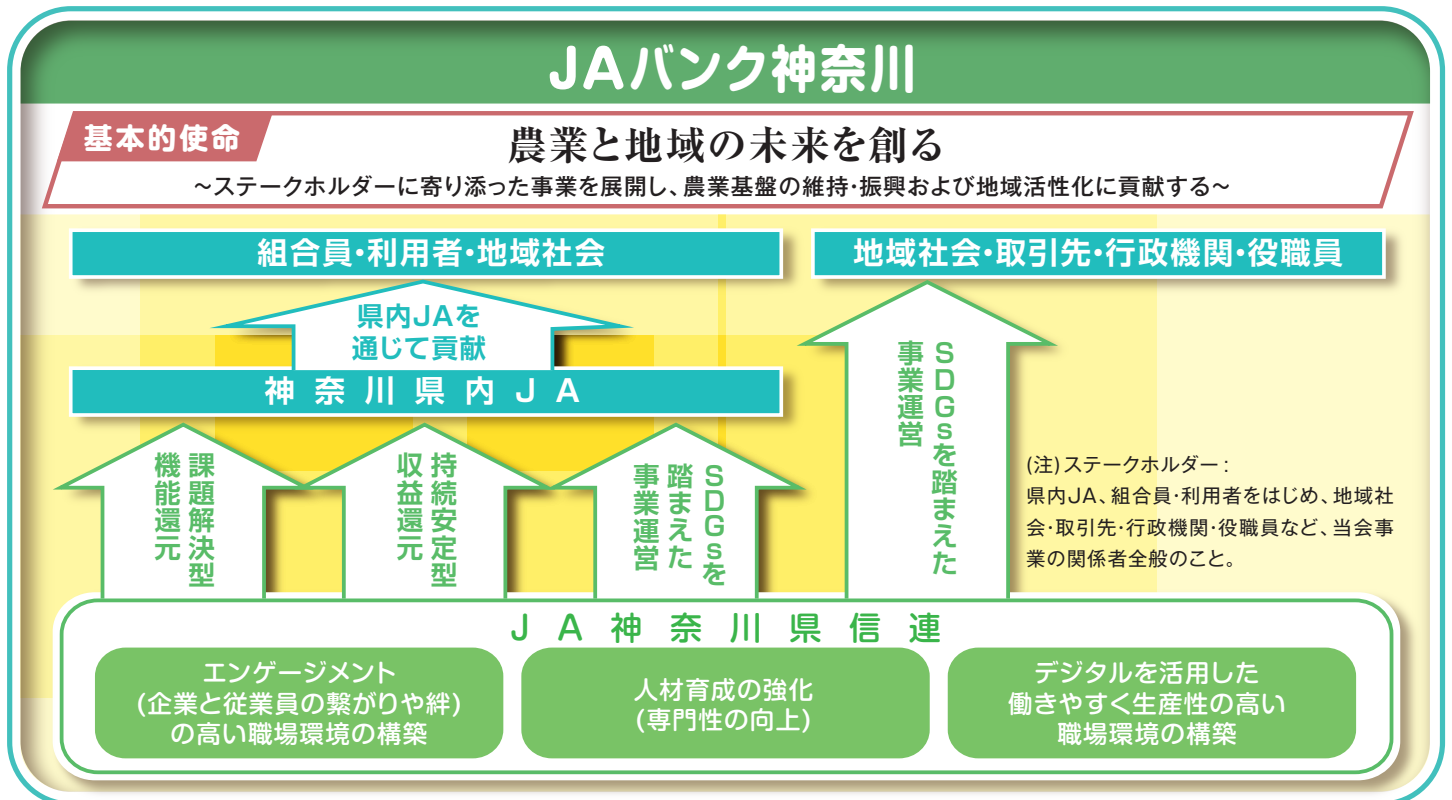 JAバンク神奈川
基本的使命
農業と地域の未来を創る
~ステークホルダーに寄り添った事業を展開し、農業基盤の維持・振興および地域活性化に貢献する~
組合員・利用者・地域社会
地域社会・取引先・行政機関・役職員
県内JAを
通じて貢献
神奈川県内JA
課題解決型
機能還元
持続安定型
収益還元
SDGsを
踏まえた
事業運営
SDGsを踏まえた
事業運営
(注)ステークホルダー:
県内JA、組合員・利用者をはじめ、地域社
会・取引先・行政機関・役職員など、当会事
業の関係者全般のこと。
JA神奈川県信連
エンゲージメント
(企業と従業員の繋がりや絆)
の高い職場環境の構築
人材育成の強化
(専門性の向上)
デジタルを活用した
働きやすく生産性の高い
職場環境の構築